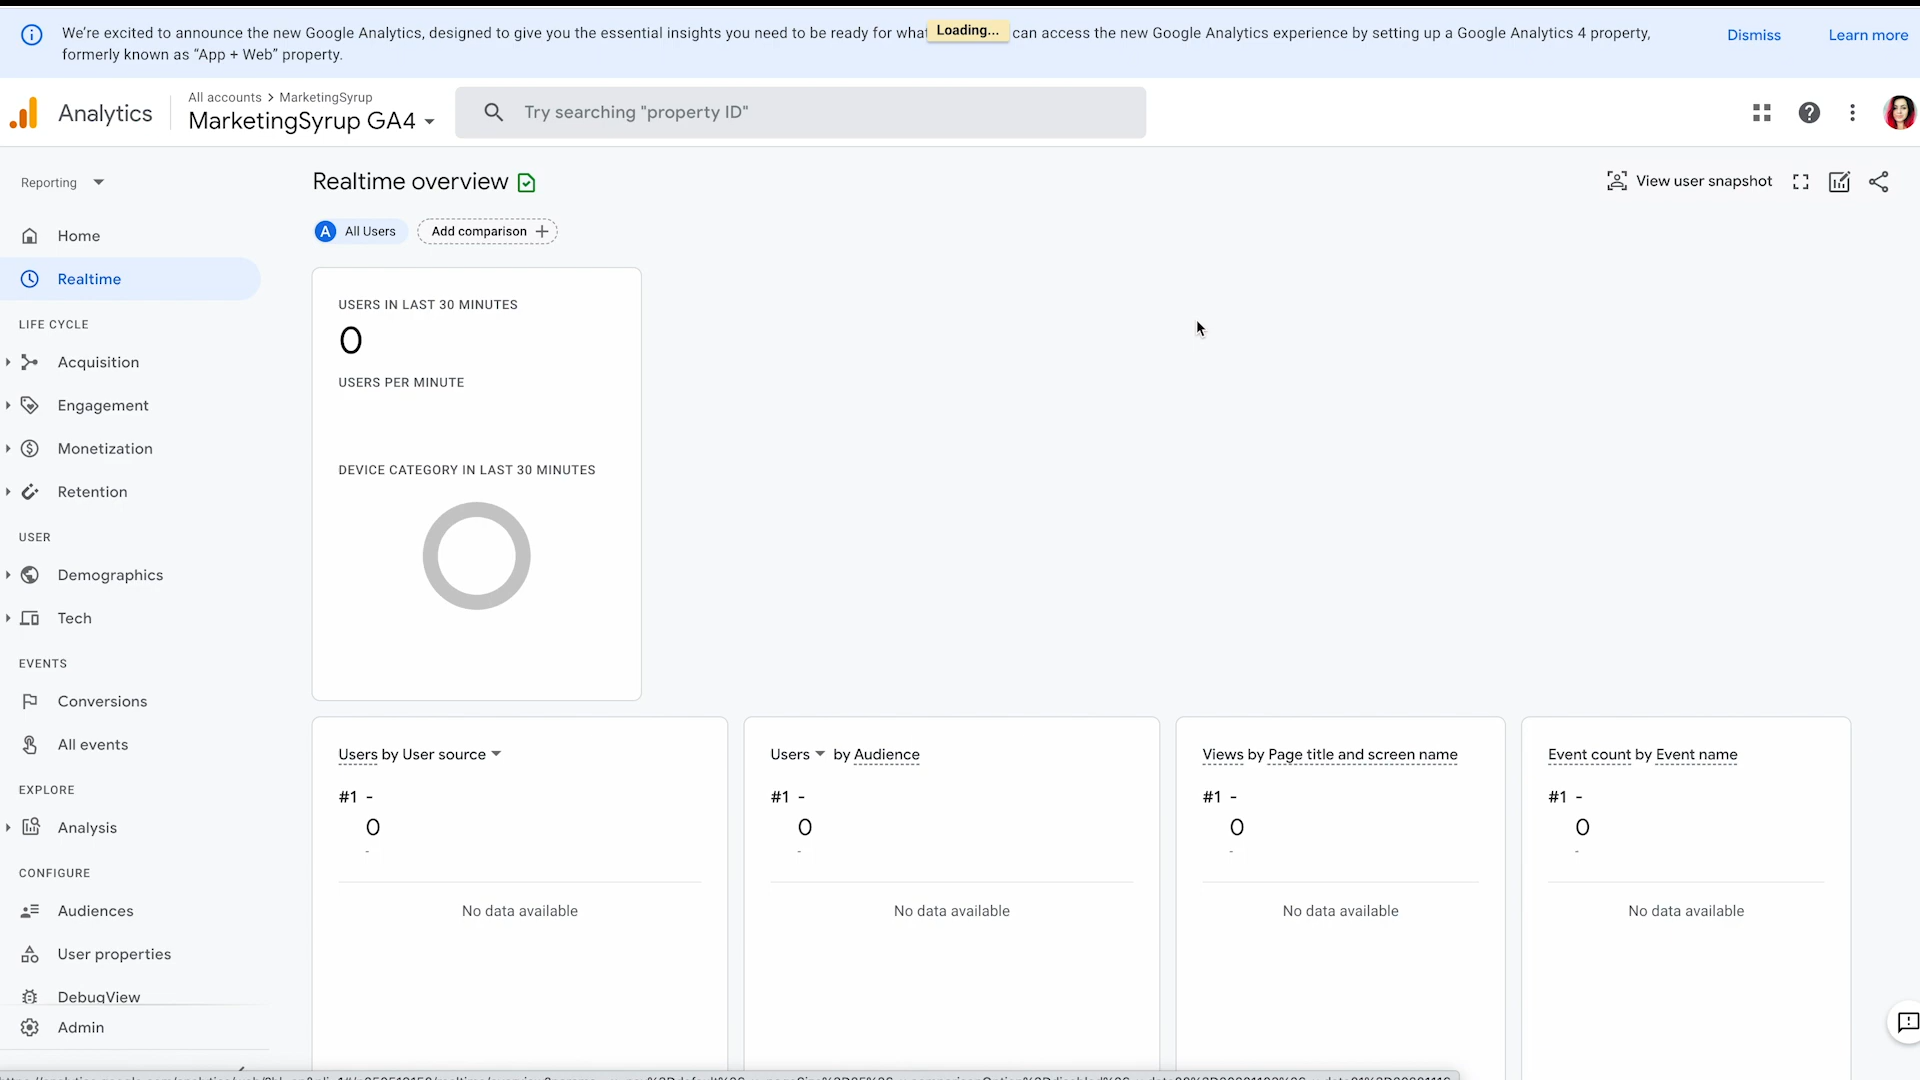 We're excited to announce the new Google Analytics, designed to give you the essential insights you need to be ready for what
Loading...
can access the new Google Analytics experience by setting up a Google Analytics 4 property,
formerly known as "App + Web" property.
Dismiss
Learn more
Analytics
All accounts > MarketingSyrup
MarketingSyrup GA4
Try searching "property ID"
Reporting
Home
Realtime
LIFE CYCLE
Acquisition
Engagement
Monetization
Retention
USER
Demographics
Tech
EVENTS
Conversions
All events
EXPLORE
Analysis
CONFIGURE
Audiences
User properties
DebugView
Admin
Realtime overview
View user snapshot
A All Users
Add comparison +
USERS IN LAST 30 MINUTES
0
USERS PER MINUTE
DEVICE CATEGORY IN LAST 30 MINUTES
Users by User source
#1 -
0
-
No data available
Users by Audience
#1 -
0
-
No data available
Views by Page title and screen name
#1 -
0
-
No data available
Event count by Event name
#1 -
0
-
No data available